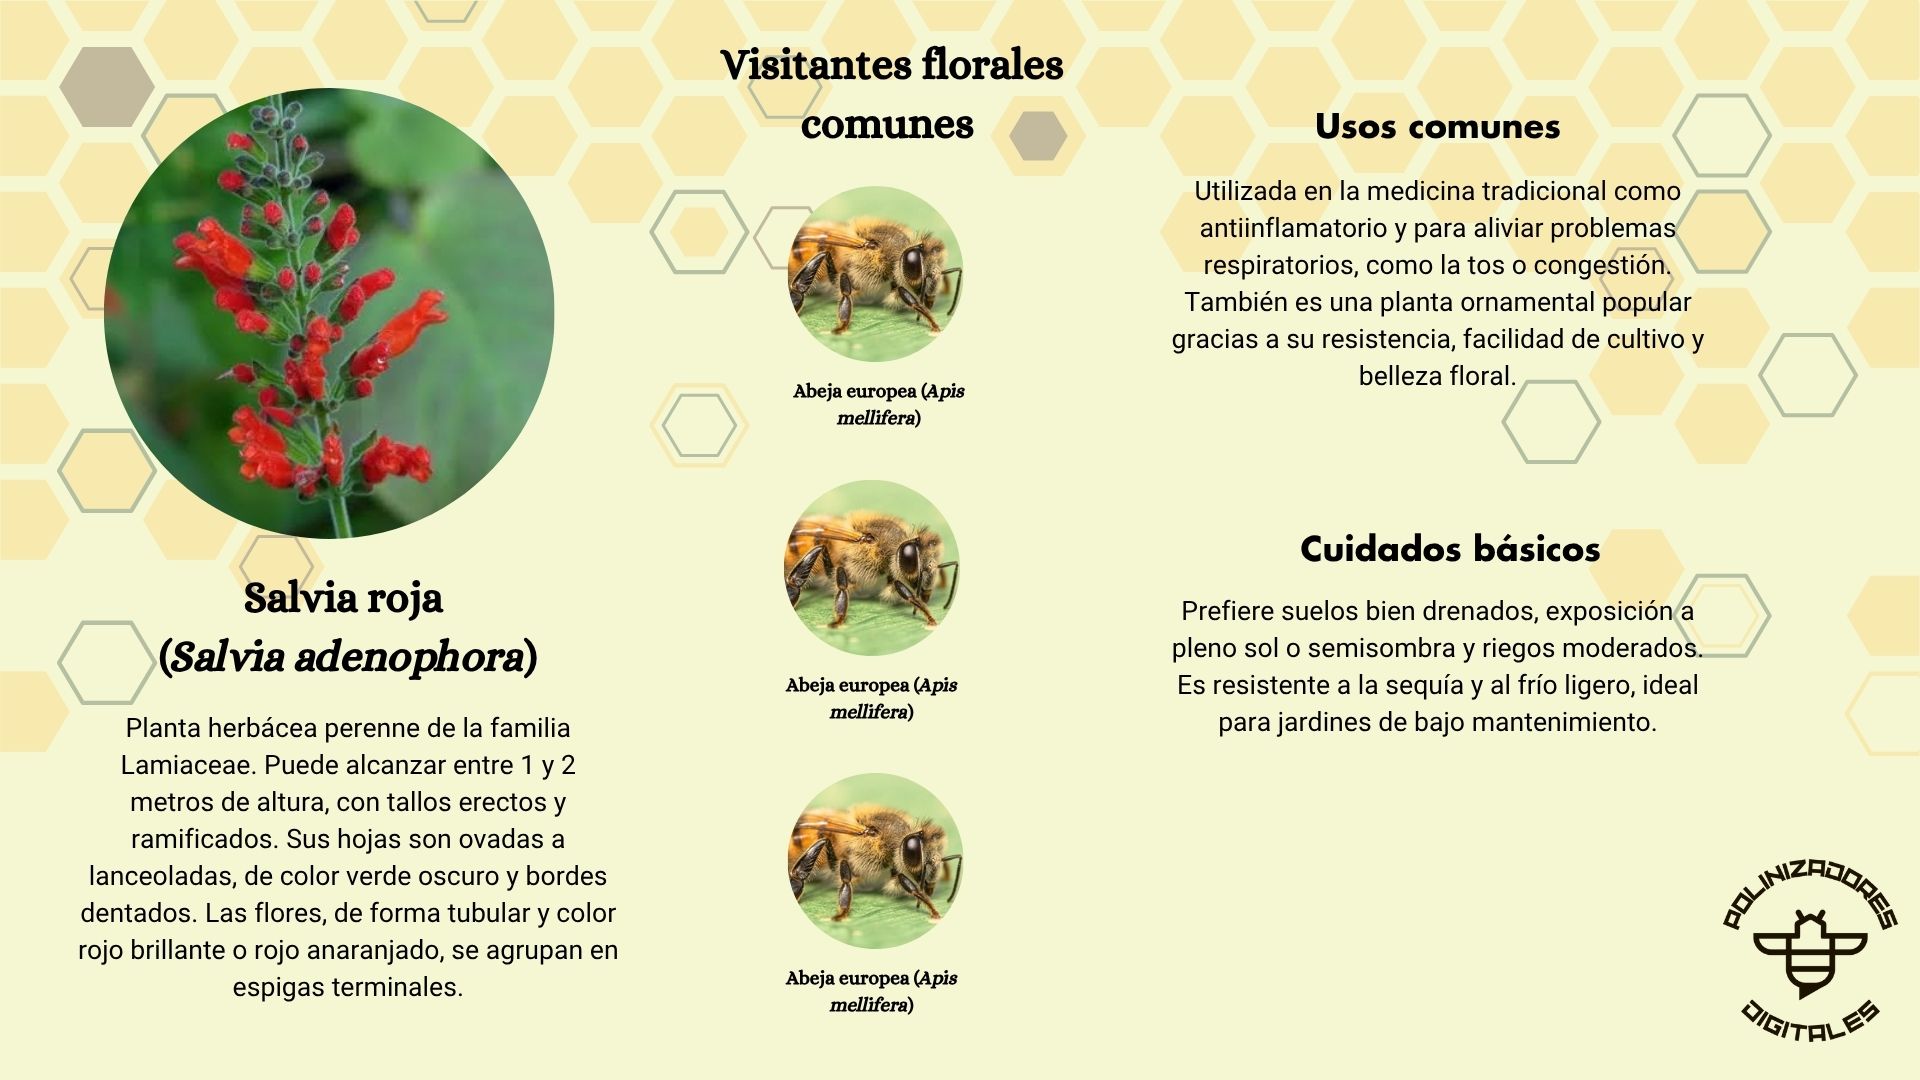 Salvia roja
(Salvia adenophora)
Planta herbácea perenne de la familia
Lamiaceae. Puede alcanzar entre 1 y 2
metros de altura, con tallos erectos y
ramificados. Sus hojas son ovadas a
lanceoladas, de color verde oscuro y bordes
dentados. Las flores, de forma tubular y color
rojo brillante o rojo anaranjado, se agrupan en
espigas terminales.
Visitantes florales
comunes
Abeja europea (Apis
mellifera)
Abeja europea (Apis
mellifera)
Abeja europea (Apis
mellifera)
Usos comunes
Utilizada en la medicina tradicional como
antiinflamatorio y para aliviar problemas
respiratorios, como la tos o congestión.
También es una planta ornamental popular
gracias a su resistencia, facilidad de cultivo y
belleza floral.
Cuidados básicos
Prefiere suelos bien drenados, exposición a
pleno sol o semisombra y riegos moderados.
Es resistente a la sequía y al frío ligero, ideal
para jardines de bajo mantenimiento.
POLINIZADORES
DIGITALES